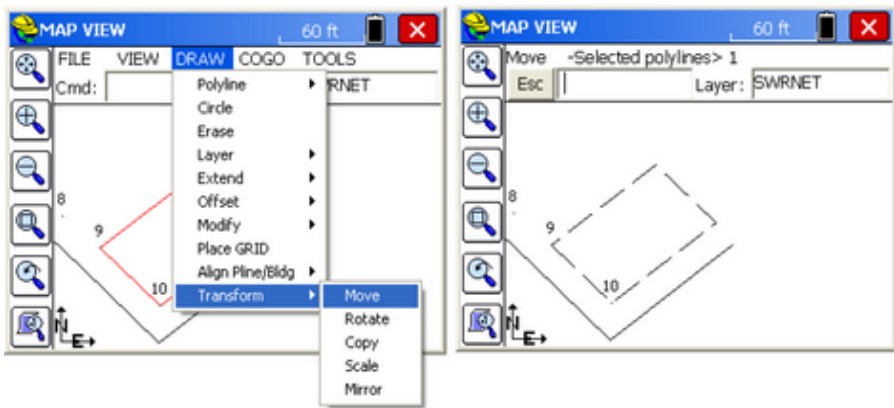 MAP VIEW 60 ft
FILE VIEW DRAW COGO TOOLS
Cmd: RNET
Polyline
Circle
Erase
Layer
Extend
Offset
Modify
Place GRID
Align Pline/Bldg
Transform
Move
Rotate
Copy
Scale
Mirror
8
9
10
N
E
MAP VIEW 60 ft
Move -Selected polylines> 1
Esc Layer: SWRNET
8
9
10
N
E